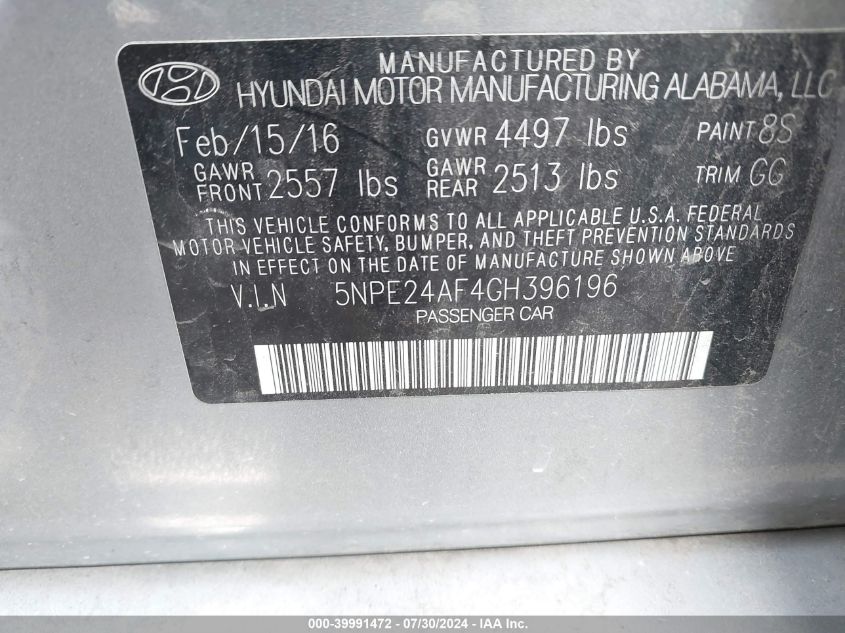 MANUFACTURED BY
HYUNDAI MOTOR MANUFACTURING ALABAMA, LLC
Feb/15/16 GVWR 4497 lbs PAINT 8S
GAWR FRONT 2557 lbs GAWR REAR 2513 lbs TRIM GG
THIS VEHICLE CONFORMS TO ALL APPLICABLE U.S.A. FEDERAL
MOTOR VEHICLE SAFETY, BUMPER, AND THEFT PREVENTION STANDARDS
IN EFFECT ON THE DATE OF MANUFACTURE SHOWN ABOVE.
V.I.N 5NPE24AF4GH396196
PASSENGER CAR
000-39991472 / 07/30/2024 - IAA Inc.